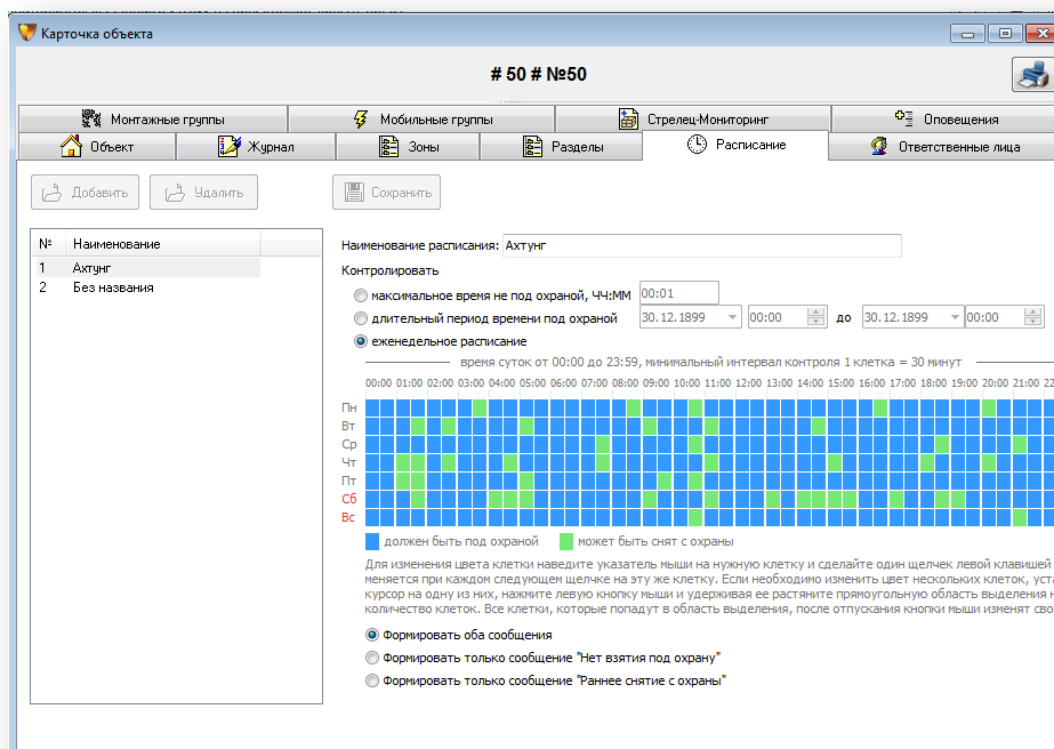 Карточка объекта
# 50 # №50
Монтажные группы Мобильные группы Стрелец-Мониторинг Оповещения
Объект Журнал Зоны Разделы Расписание Ответственные лица
Добавить Удалить Сохранить
№ Наименование
1 Ахтунг
2 Без названия
Наименование расписания: Ахтунг
Контролировать
максимальное время не под охраной, ЧЧ:ММ 00:01
длительный период времени под охраной 30.12.1899 00:00 до 30.12.1899 00:00
еженедельное расписание
время суток от 00:00 до 23:59, минимальный интервал контроля 1 клетка = 30 минут
00:00 01:00 02:00 03:00 04:00 05:00 06:00 07:00 08:00 09:00 10:00 11:00 12:00 13:00 14:00 15:00 16:00 17:00 18:00 19:00 20:00 21:00 22
Пн
Вт
Ср
Чт
Пт
Сб
Вс
должен быть под охраной может быть снят с охраны
Для изменения цвета клетки наведите указатель мыши на нужную клетку и сделайте один щелчек левой клавишей
меняется при каждом следующем щелчке на эту же клетку. Если необходимо изменить цвет нескольких клеток, уст
курсор на одну из них, нажмите левую кнопку мыши и удерживая ее растяните прямоугольную область выделения
количество клеток. Все клетки, которые попадут в область выделения, после отпускания кнопки мыши изменят сво
Формировать оба сообщения
Формировать только сообщение "Нет взятия под охрану"
Формировать только сообщение "Раннее снятие с охраны"